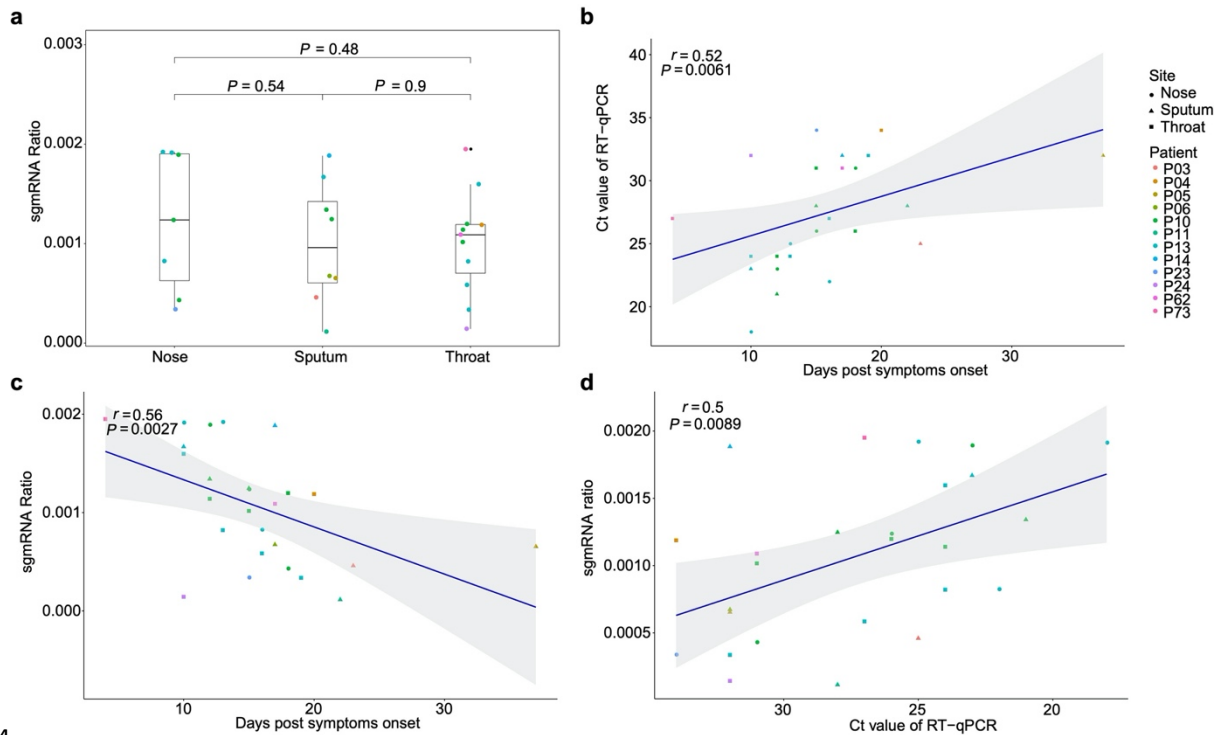 a
sgmRNA Ratio
0.003
0.002
0.001
0.000
P = 0.48
P = 0.54
P = 0.9
Nose
Sputum
Throat
b
Ct value of RT−qPCR
40
35
30
25
20
r = 0.52
P = 0.0061
10
20
30
Days post symptoms onset
Site
Nose
Sputum
Throat
Patient
P03
P04
P05
P06
P10
P11
P13
P14
P23
P24
P62
P73
c
sgmRNA Ratio
0.002
0.001
0.000
r = 0.56
P = 0.0027
10
20
30
Days post symptoms onset
d
sgmRNA ratio
0.0020
0.0015
0.0010
0.0005
r = 0.5
P = 0.0089
30
25
20
Ct value of RT−qPCR